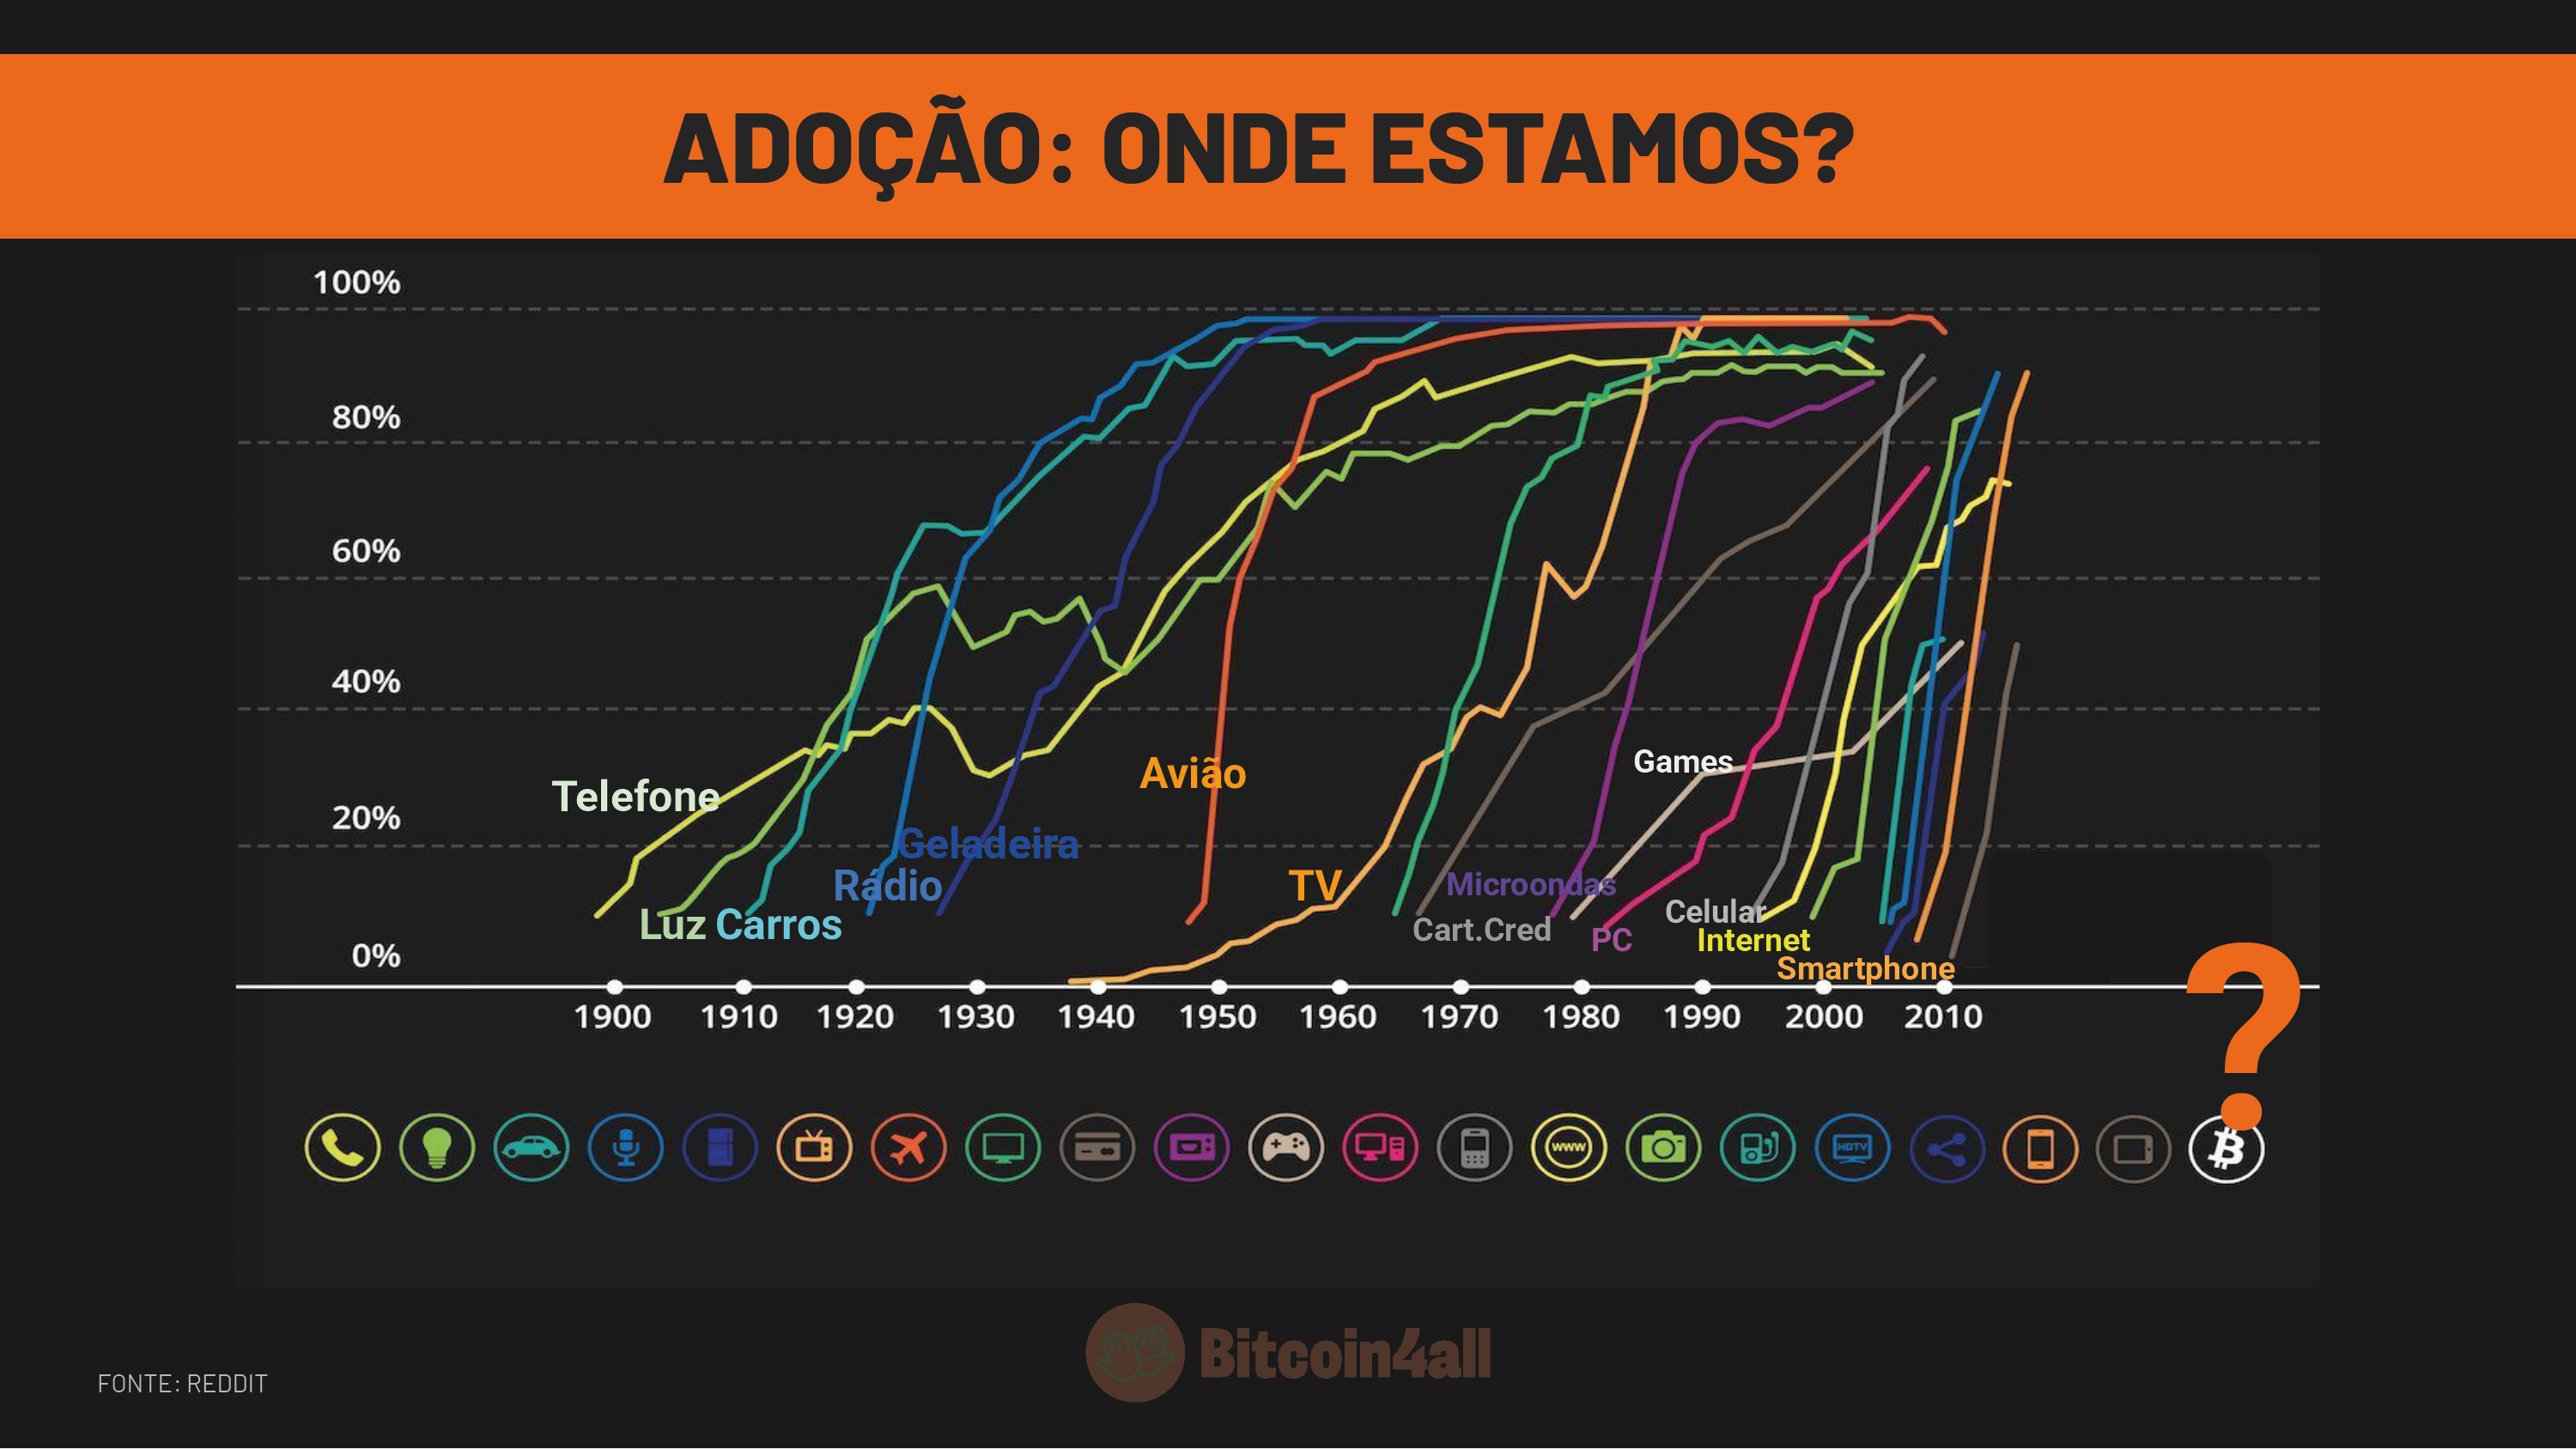 ADOÇÃO: ONDE ESTAMOS?
100%
80%
60%
40%
20%
0%
Telefone
Luz
Carros
Rádio
Geladeira
Avião
TV
Games
Microondas
Cart.Cred
PC
Celular
Internet
Smartphone
1900 1910 1920 1930 1940 1950 1960 1970 1980 1990 2000 2010
?
WWW
HDTV
Bitcoin4all
FONTE: REDDIT